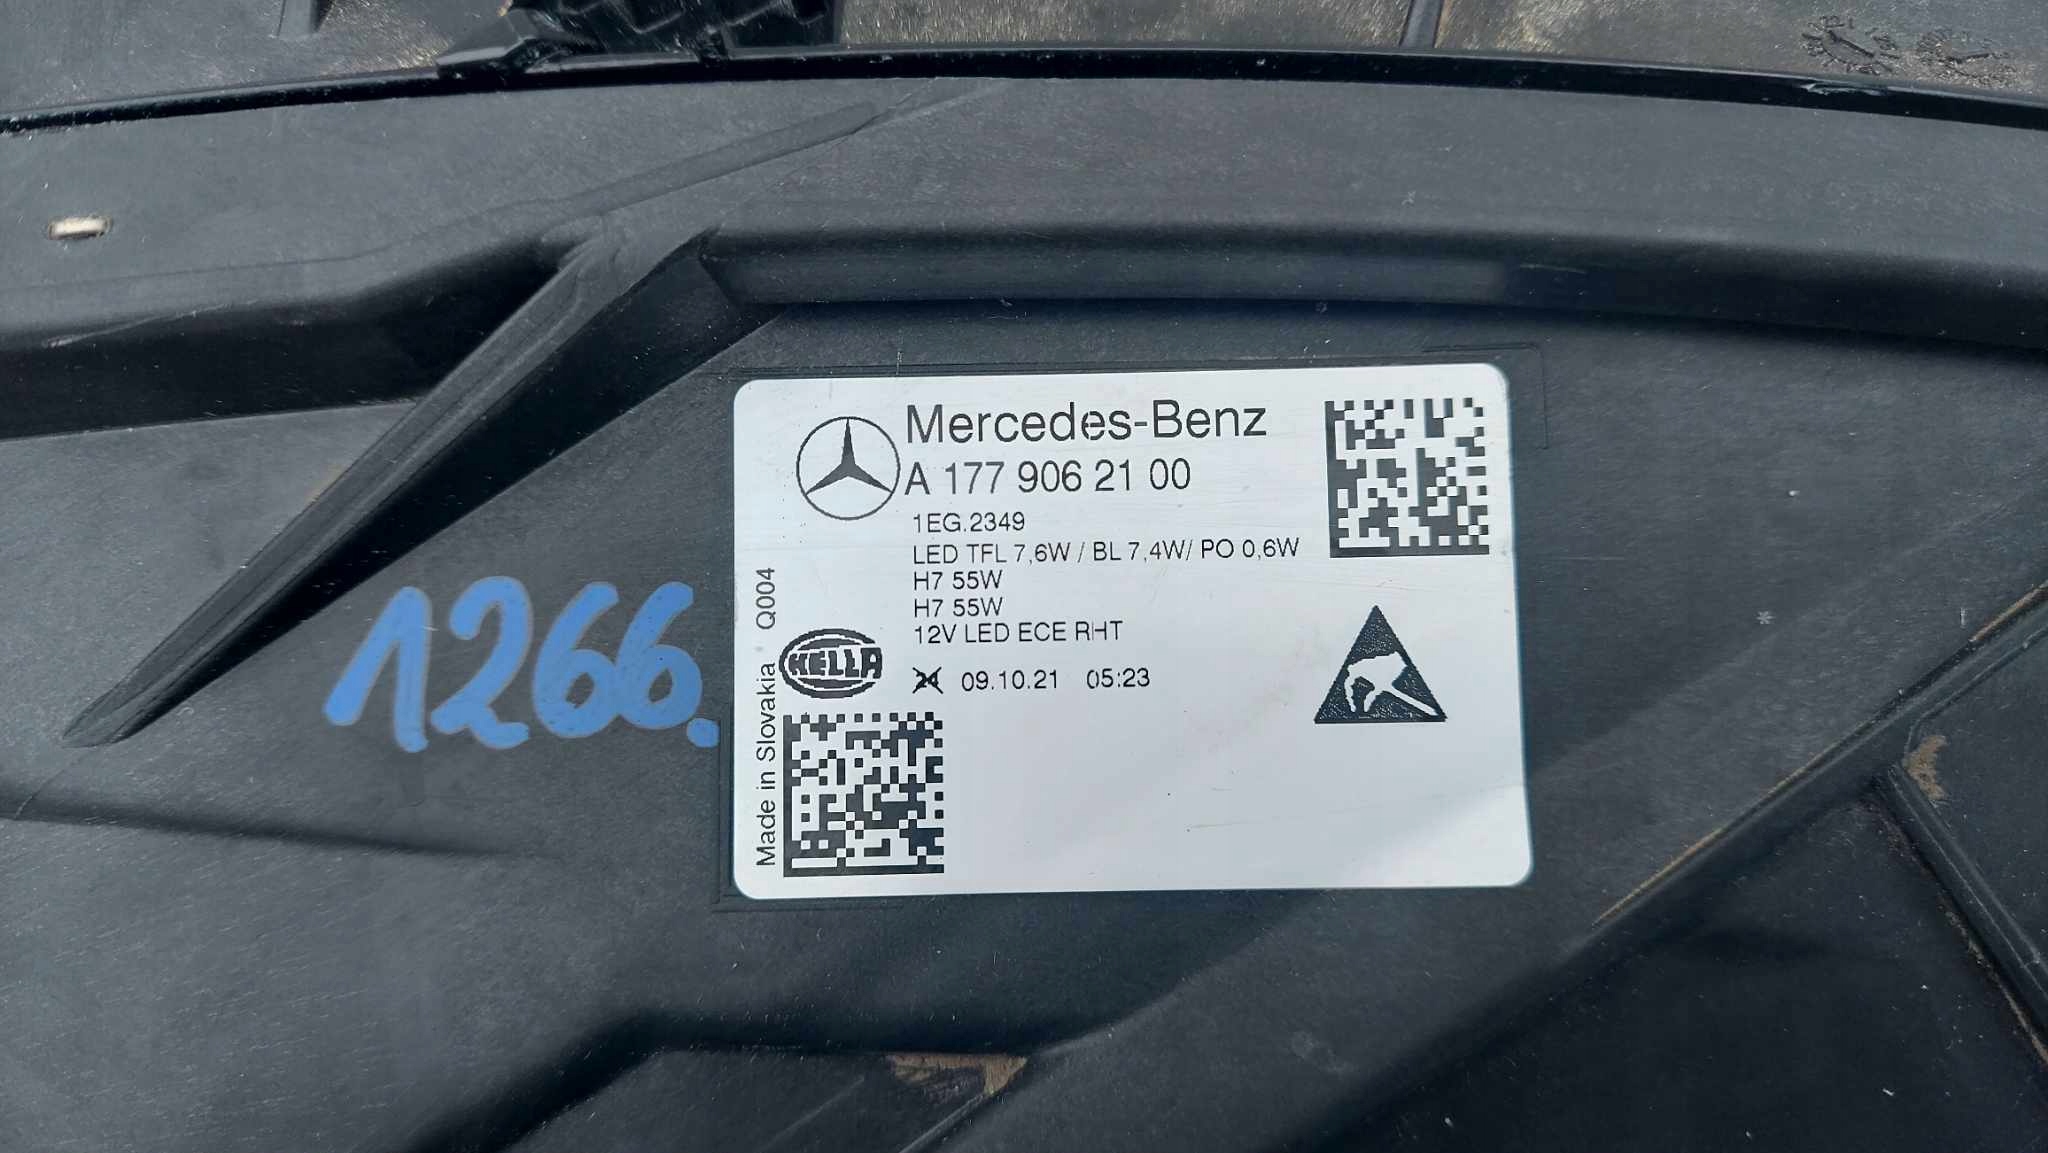 Mercedes-Benz
A 177 906 21 00
1EG.2349
LED TFL 7,6W / BL 7,4W/ PO 0,6W
H7 55W
H7 55W
12V LED ECE RHT
HELLA
24 09.10.21 05:23
Made in Slovakia Q004
1266.